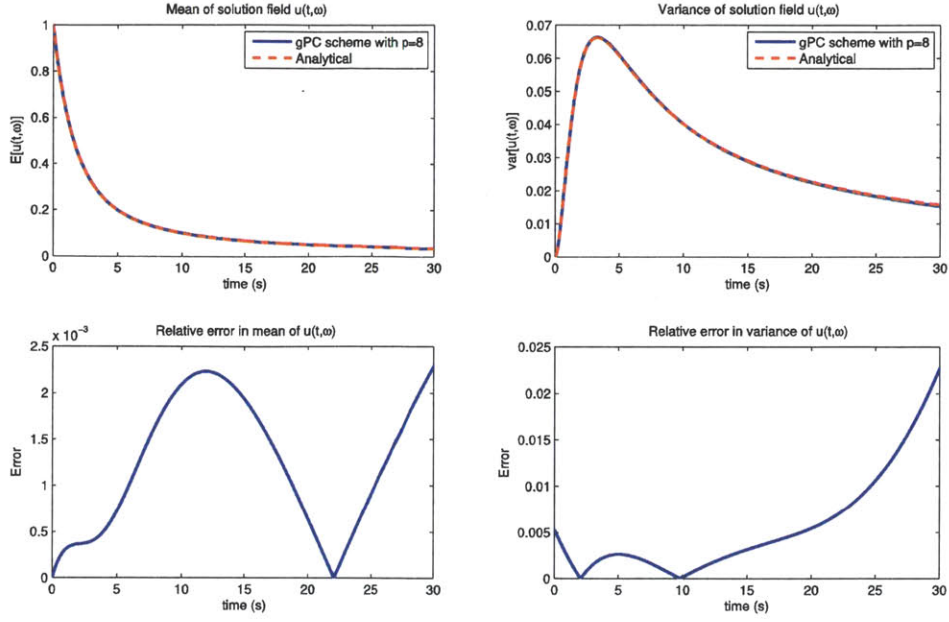 Mean of solution field u(t,ω)
1
0.8
0.6
0.4
0.2
0
E[u(t,ω)]
gPC scheme with p=8
Analytical
0 5 10 15 20 25 30
time (s)
Variance of solution field u(t,ω)
0.07
0.06
0.05
0.04
0.03
0.02
0.01
0
var[u(t,ω)]
gPC scheme with p=8
Analytical
0 5 10 15 20 25 30
time (s)
Relative error in mean of u(t,ω)
x 10⁻³
2.5
2
1.5
1
0.5
0
Error
0 5 10 15 20 25 30
time (s)
Relative error in variance of u(t,ω)
0.025
0.02
0.015
0.01
0.005
0
Error
0 5 10 15 20 25 30
time (s)